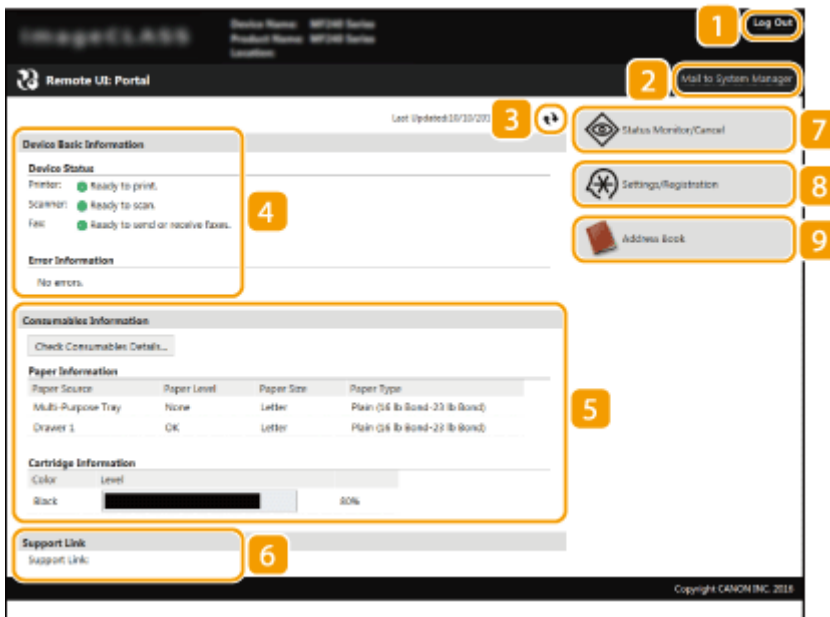 imageCLASS
Device Name: MF240 Series
Product Name: MF240 Series
Location:
1
Log Out
Remote UI: Portal
2
Mail to System Manager
Last Updated:10/10/201
3
Device Basic Information
Device Status
Printer: Ready to print.
Scanner: Ready to scan.
Fax: Ready to send or receive faxes.
4
Error Information
No errors.
7
Status Monitor/Cancel
8
Settings/Registration
9
Address Book
Consumables Information
Check Consumables Details...
Paper Information
Paper Source Paper Level Paper Size Paper Type
Multi-Purpose Tray None Letter Plain (16 lb Bond-23 lb Bond)
Drawer 1 OK Letter Plain (16 lb Bond-23 lb Bond)
5
Cartridge Information
Color Level
Black 80%
Support Link
Support Link:
6
Copyright CANON INC. 2016